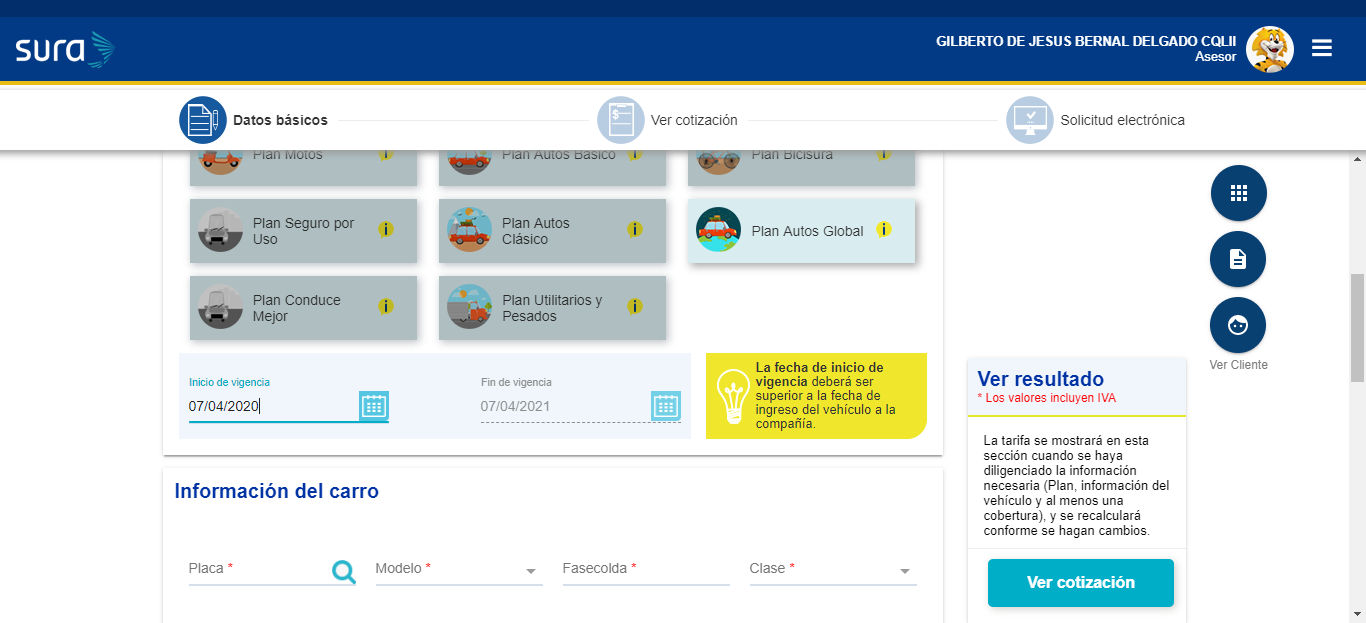 sura
GILBERTO DE JESUS BERNAL DELGADO CQLII
Asesor
Datos básicos
Ver cotización
Solicitud electrónica
Plan Motos
Plan Autos Básico
Plan Bicisura
Plan Seguro por
Uso
Plan Autos
Clásico
Plan Autos Global
Plan Conduce
Mejor
Plan Utilitarios y
Pesados
Inicio de vigencia
07/04/2020
Fin de vigencia
07/04/2021
La fecha de inicio de
vigencia deberá ser
superior a la fecha de
ingreso del vehículo a la
compañía.
Ver Cliente
Ver resultado
* Los valores incluyen IVA
La tarifa se mostrará en esta
sección cuando se haya
diligenciado la información
necesaria (Plan, información del
vehículo y al menos una
cobertura), y se recalculará
conforme se hagan cambios.
Ver cotización
Información del carro
Placa *
Modelo *
Fasecolda *
Clase *